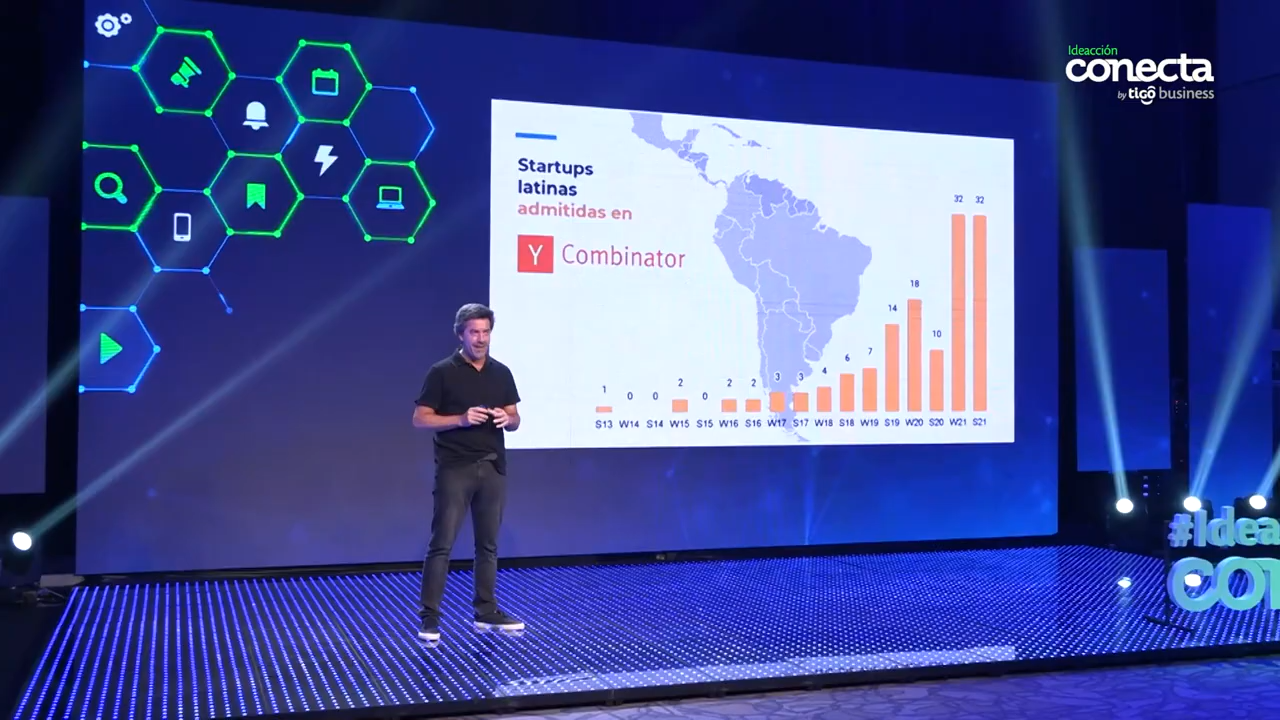 Ideacción
conecta
by tigo business
Startups
latinas
admitidas en
Y Combinator
32 32
18
14
10
7
6
4
3 3
2 2 2
1 0 0 0
S13 W14 S14 W15 S15 W16 S16 W17 S17 W18 S18 W19 S19 W20 S20 W21 S21
#Idea
CO